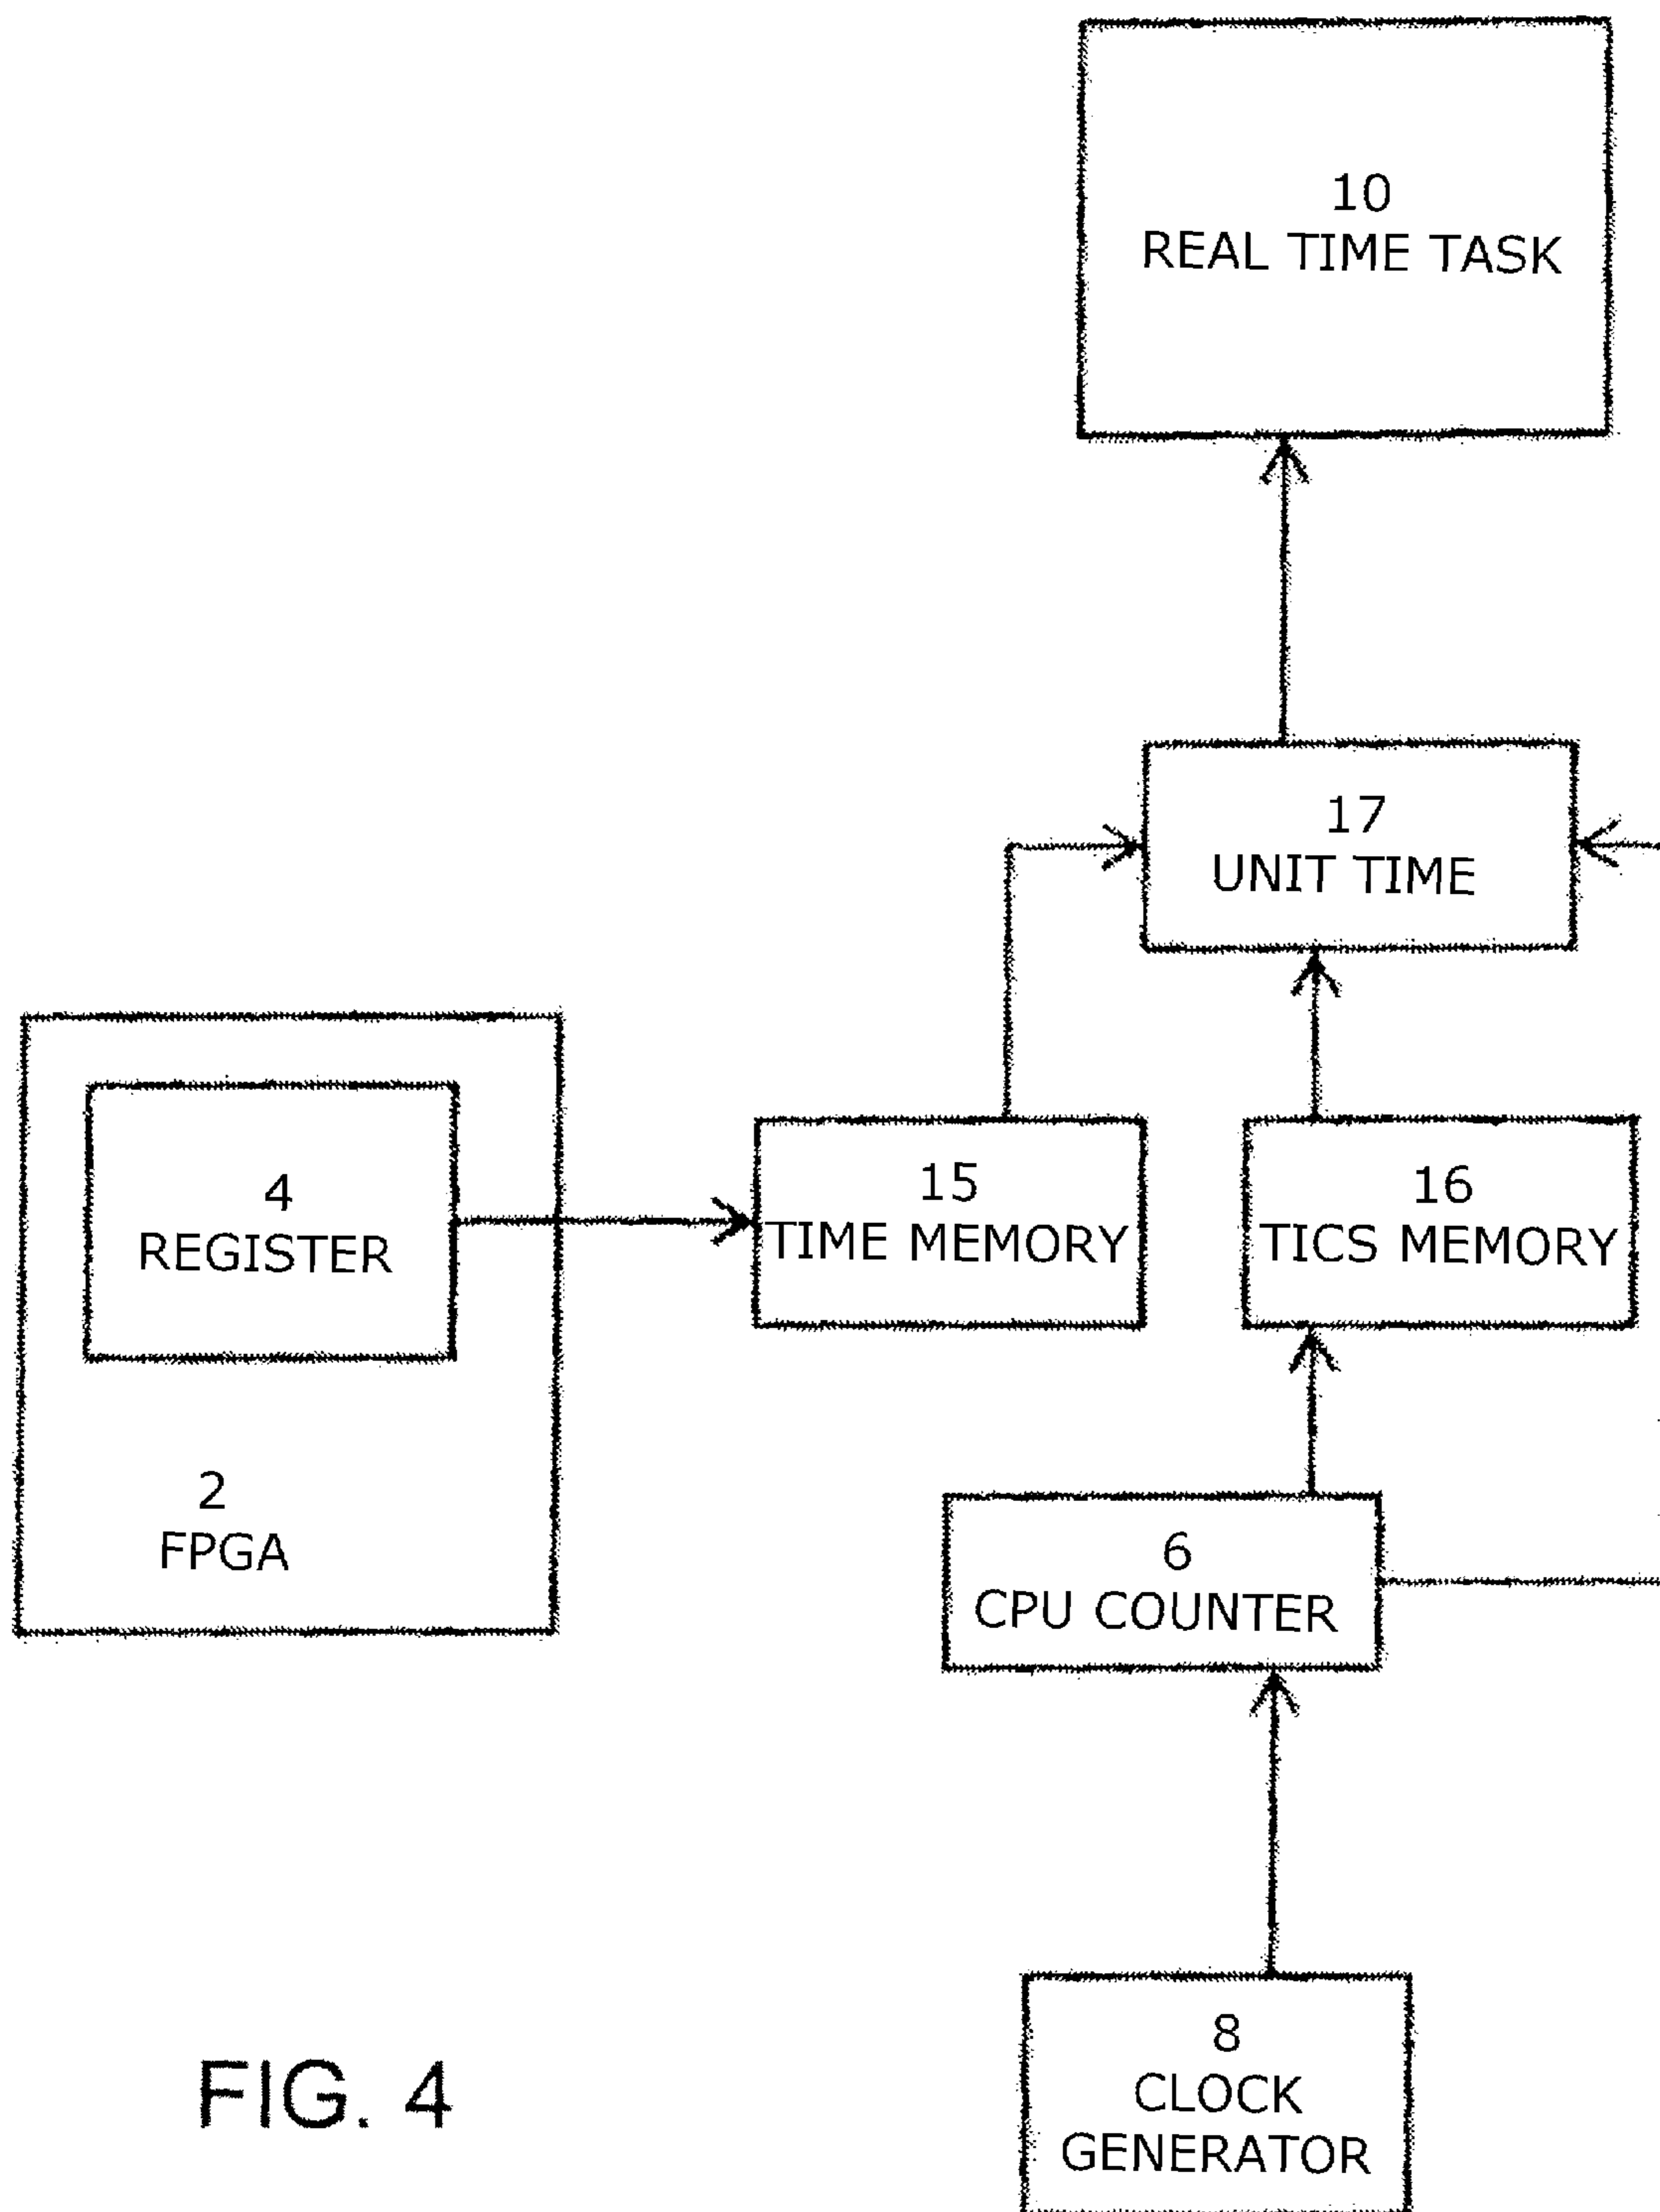 10
REAL TIME TASK
17
UNIT TIME
4
REGISTER
15
TIME MEMORY
16
TICS MEMORY
2
FPGA
6
CPU COUNTER
8
CLOCK
GENERATOR
FIG. 4